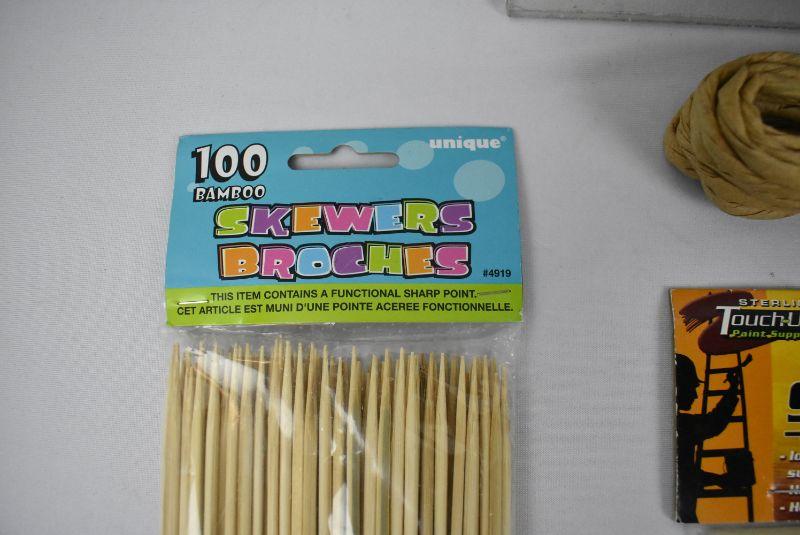 100
BAMBOO
unique®
SKEWERS
BROCHES
#4919
THIS ITEM CONTAINS A FUNCTIONAL SHARP POINT.
CET ARTICLE EST MUNI D'UNE POINTE ACEREE FONCTIONNELLE.
Paint